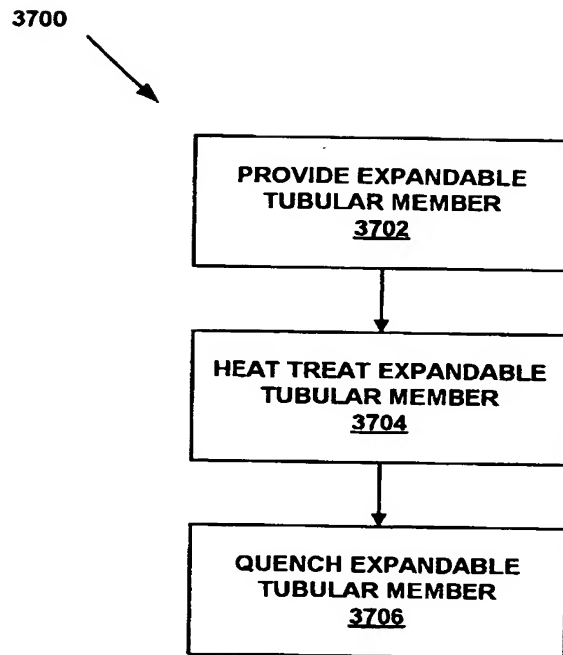 3700
PROVIDE EXPANDABLE
TUBULAR MEMBER
3702
HEAT TREAT EXPANDABLE
TUBULAR MEMBER
3704
QUENCH EXPANDABLE
TUBULAR MEMBER
3706